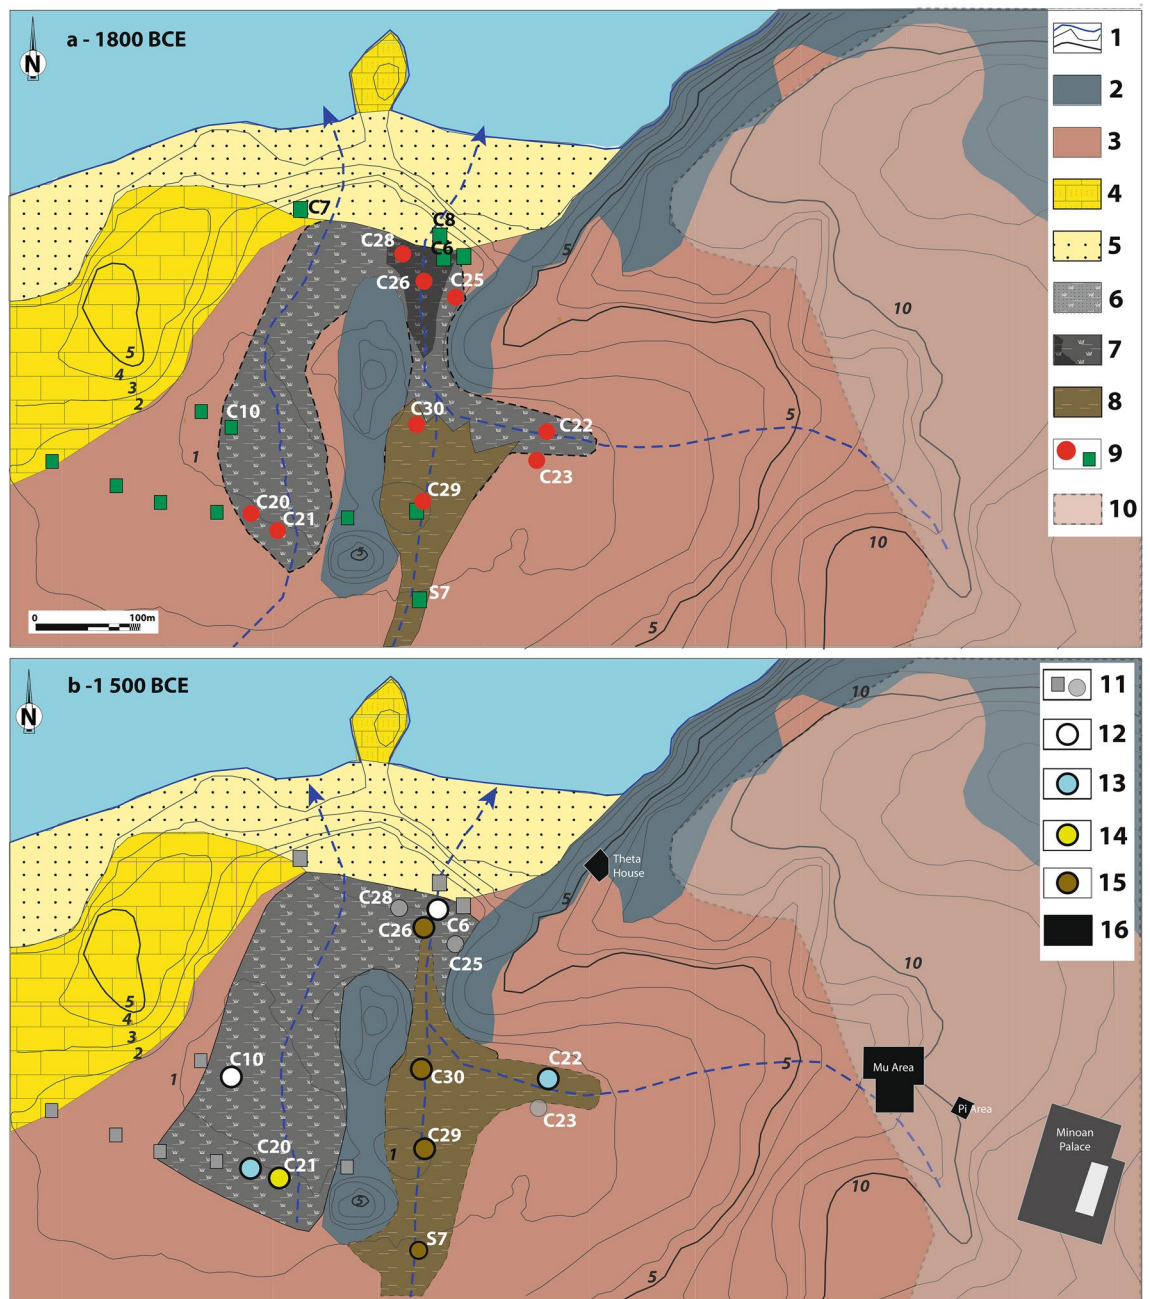 a - 1800 BCE
N
C7
C8
C28
C6
C26
C25
5
10
5
4
3
2
C10
1
C30
C22
5
C23
C29
C20
C21
5
10
S7
5
0 100m
1
2
3
4
5
6
7
8
9
10
b -1 500 BCE
N
10
Theta
House
5
C28
C26
C6
C25
10
5
4
3
2
C10
1
C30
C22
5
C23
Mu Area
Pi Area
C29
1
C20
C21
Minoan
Palace
5
10
S7
5
11
12
13
14
15
16